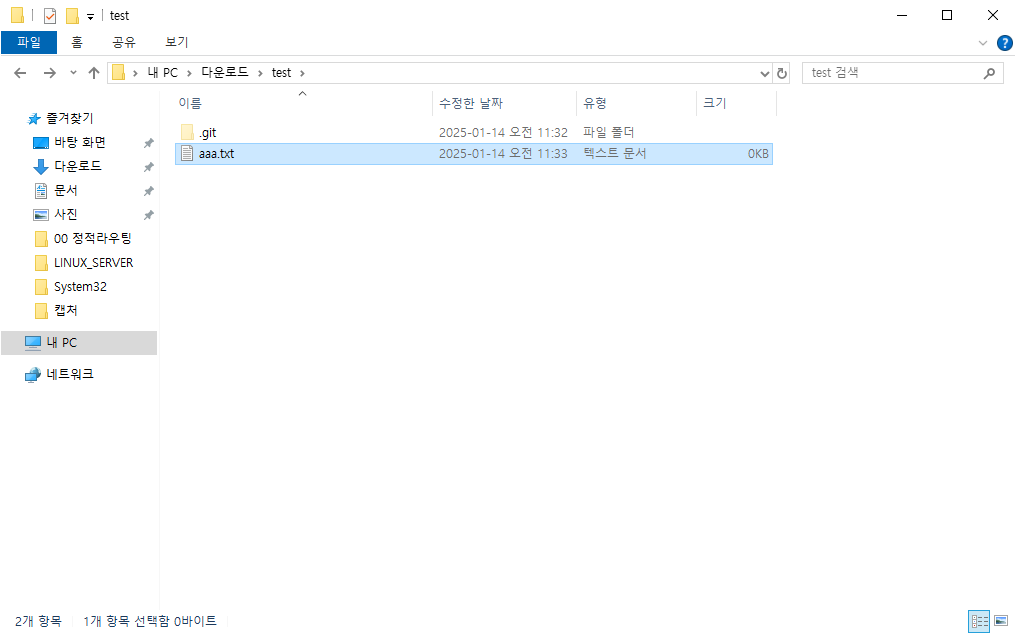 test
파일 홈 공유 보기
내 PC 다운로드 test test 검색
이름 수정한 날짜 유형 크기
.git 2025-01-14 오전 11:32 파일 폴더
aaa.txt 2025-01-14 오전 11:33 텍스트 문서 0KB
즐겨찾기
바탕 화면
다운로드
문서
사진
00 정적라우팅
LINUX_SERVER
System32
캡처
내 PC
네트워크
2개 항목 1개 항목 선택함 0바이트